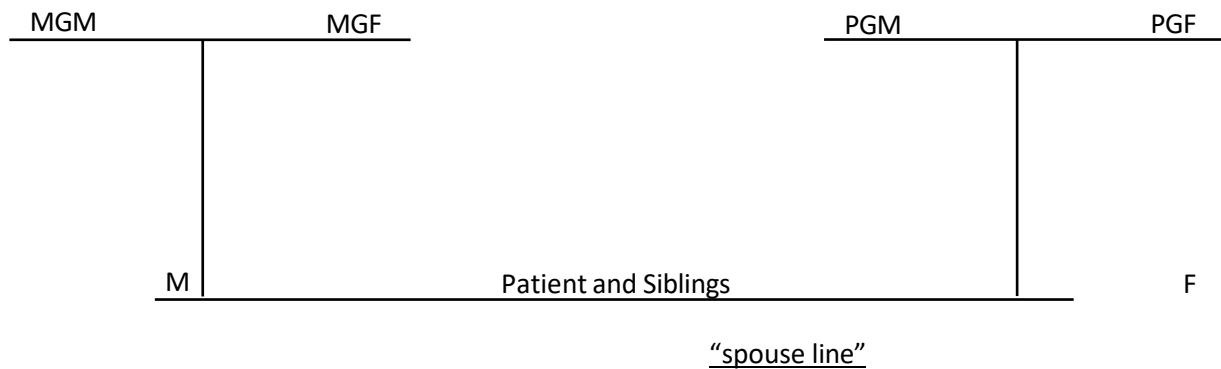 MGM MGF PGM PGF
M Patient and Siblings F
“spouse line”